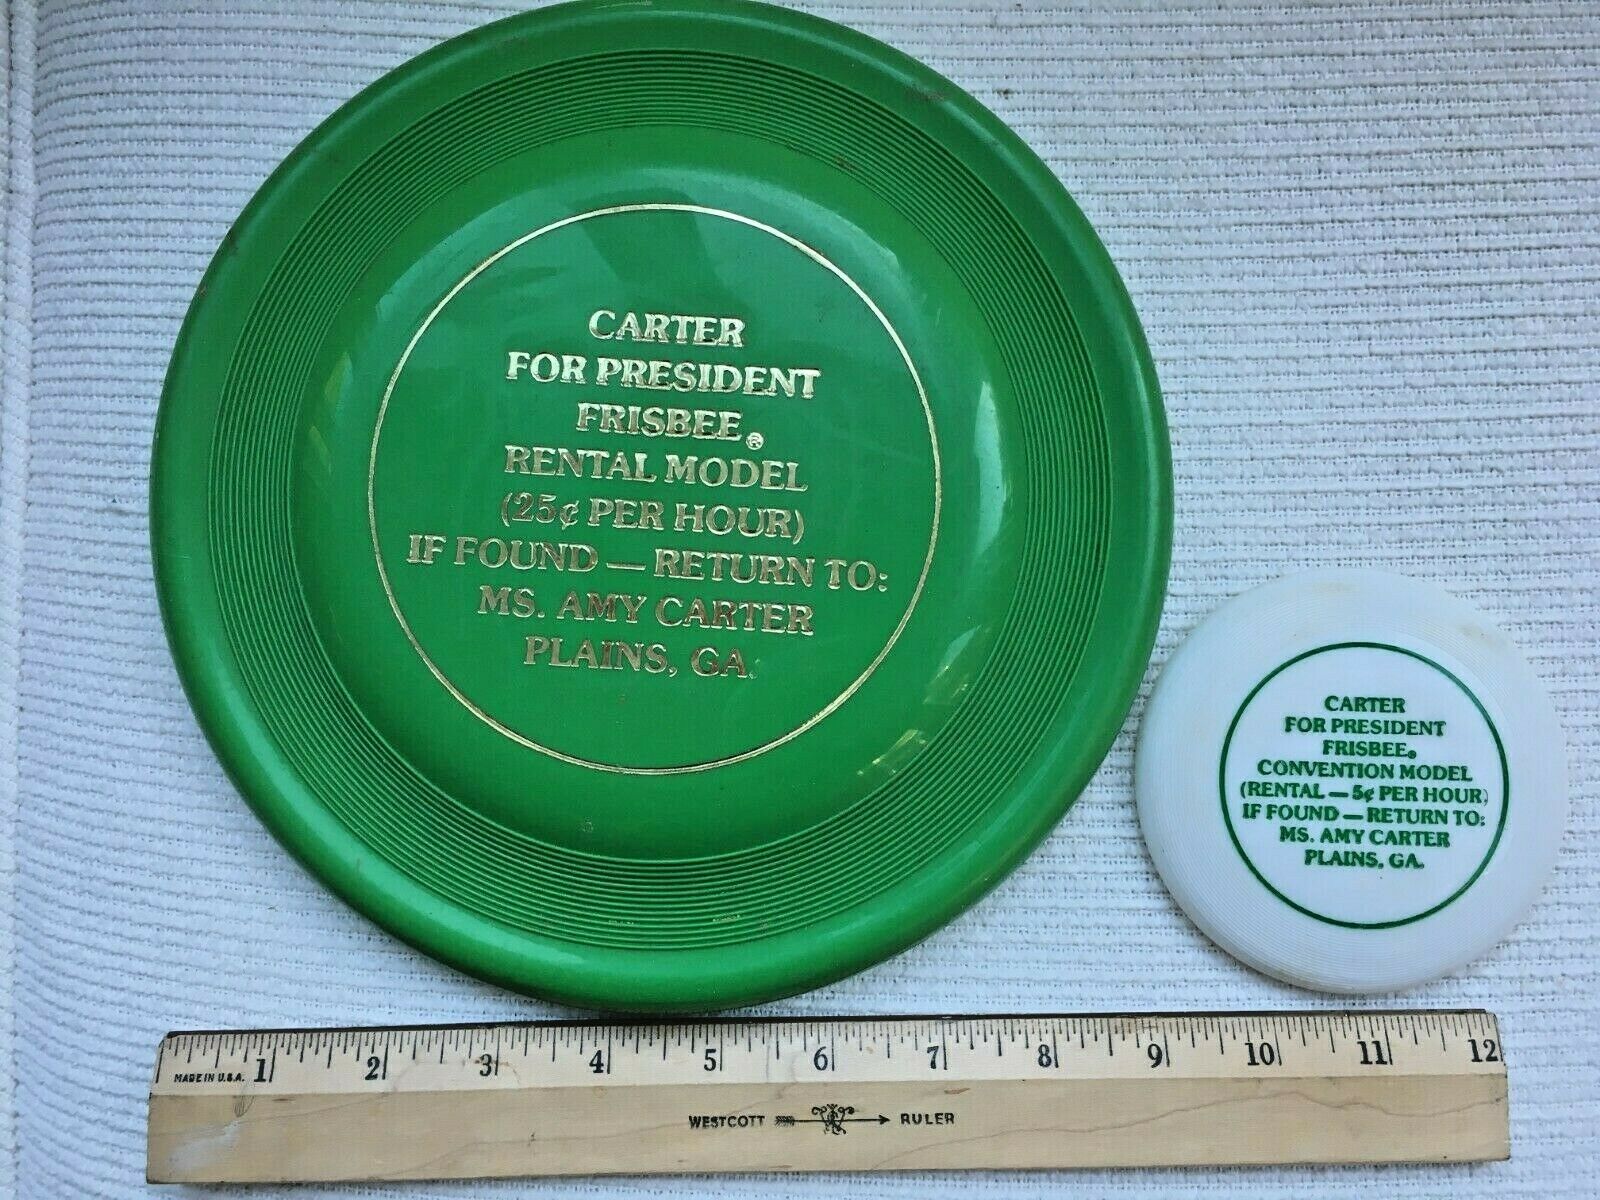 CARTER
FOR PRESIDENT
FRISBEE®
RENTAL MODEL
(25¢ PER HOUR)
IF FOUND — RETURN TO:
MS. AMY CARTER
PLAINS, GA.
CARTER
FOR PRESIDENT
FRISBEE®
CONVENTION MODEL
(RENTAL — 5¢ PER HOUR)
IF FOUND — RETURN TO:
MS. AMY CARTER
PLAINS, GA.
MADE IN U.S.A. 1 2 3 4 5 6 7 8 9 10 11 12
WESTCOTT RULER